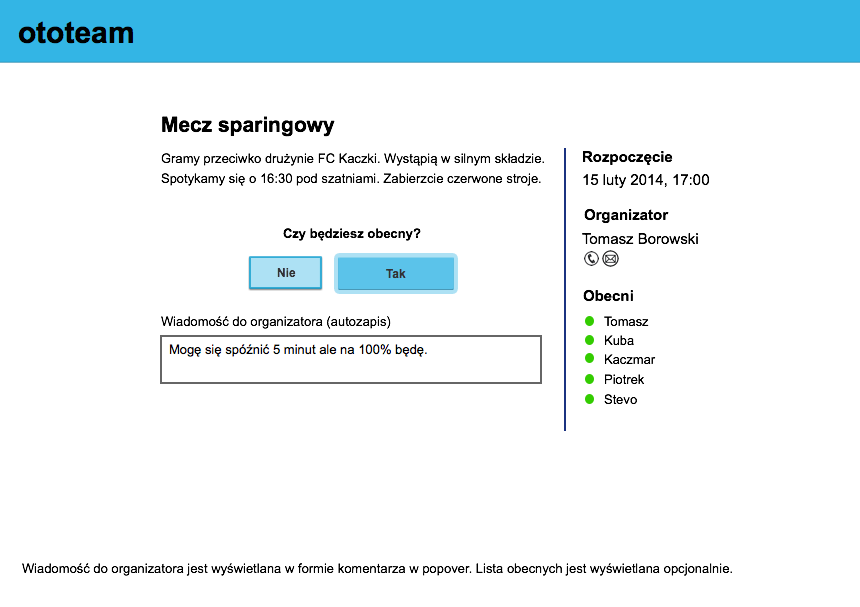 ototeam
Mecz sparingowy
Gramy przeciwko drużynie FC Kaczki. Wystąpią w silnym składzie.
Spotykamy się o 16:30 pod szatniami. Zabierzcie czerwone stroje.
Czy będziesz obecny?
Nie
Tak
Wiadomość do organizatora (autozapis)
Mogę się spóźnić 5 minut ale na 100% będę.
Rozpoczęcie
15 luty 2014, 17:00
Organizator
Tomasz Borowski
Obecni
Tomasz
Kuba
Kaczmar
Piotrek
Stevo
Wiadomość do organizatora jest wyświetlana w formie komentarza w popover. Lista obecnych jest wyświetlana opcjonalnie.